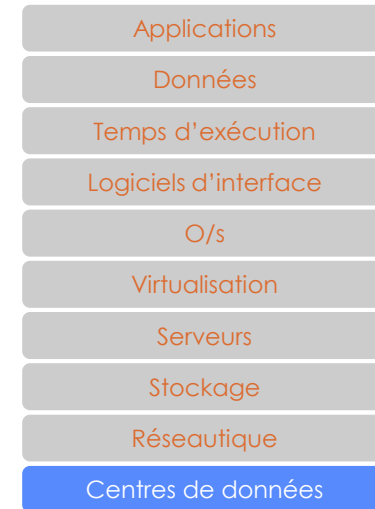 Applications
Données
Temps d'exécution
Logiciels d'interface
O/s
Virtualisation
Serveurs
Stockage
Réseautique
Centres de données